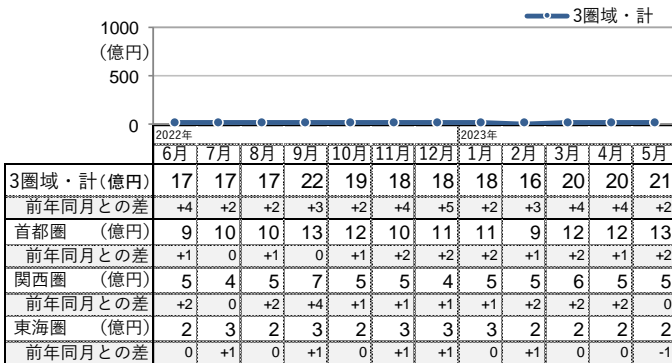 3圏域・計
1000
(億円)
500
0
2022年 2023年
6月 7月 8月 9月 10月 11月 12月 1月 2月 3月 4月 5月
3圏域・計(億円) 17 17 17 22 19 18 18 18 16 20 20 21
前年同月との差 +4 +2 +2 +3 +2 +4 +5 +2 +3 +4 +4 +2
首都圏 (億円) 9 10 10 13 12 10 11 11 9 12 12 13
前年同月との差 +1 0 +1 0 +1 +2 +2 +2 +1 +2 +1 +2
関西圏 (億円) 5 4 5 7 5 5 4 5 5 6 5 5
前年同月との差 +2 0 +2 +4 +1 +1 +1 +1 +2 +2 +2 0
東海圏 (億円) 2 3 2 3 2 3 3 3 2 2 2 2
前年同月との差 0 +1 0 +1 0 +1 +1 0 +1 0 0 -1